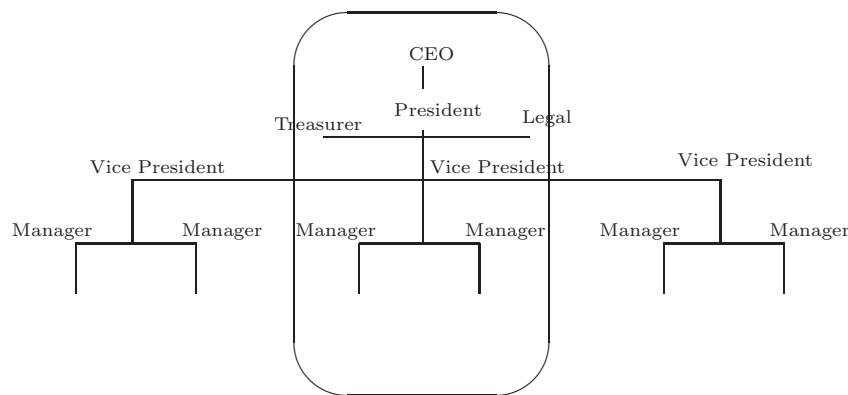 CEO
President
Treasurer
Legal
Vice President
Vice President
Vice President
Manager
Manager
Manager
Manager
Manager
Manager